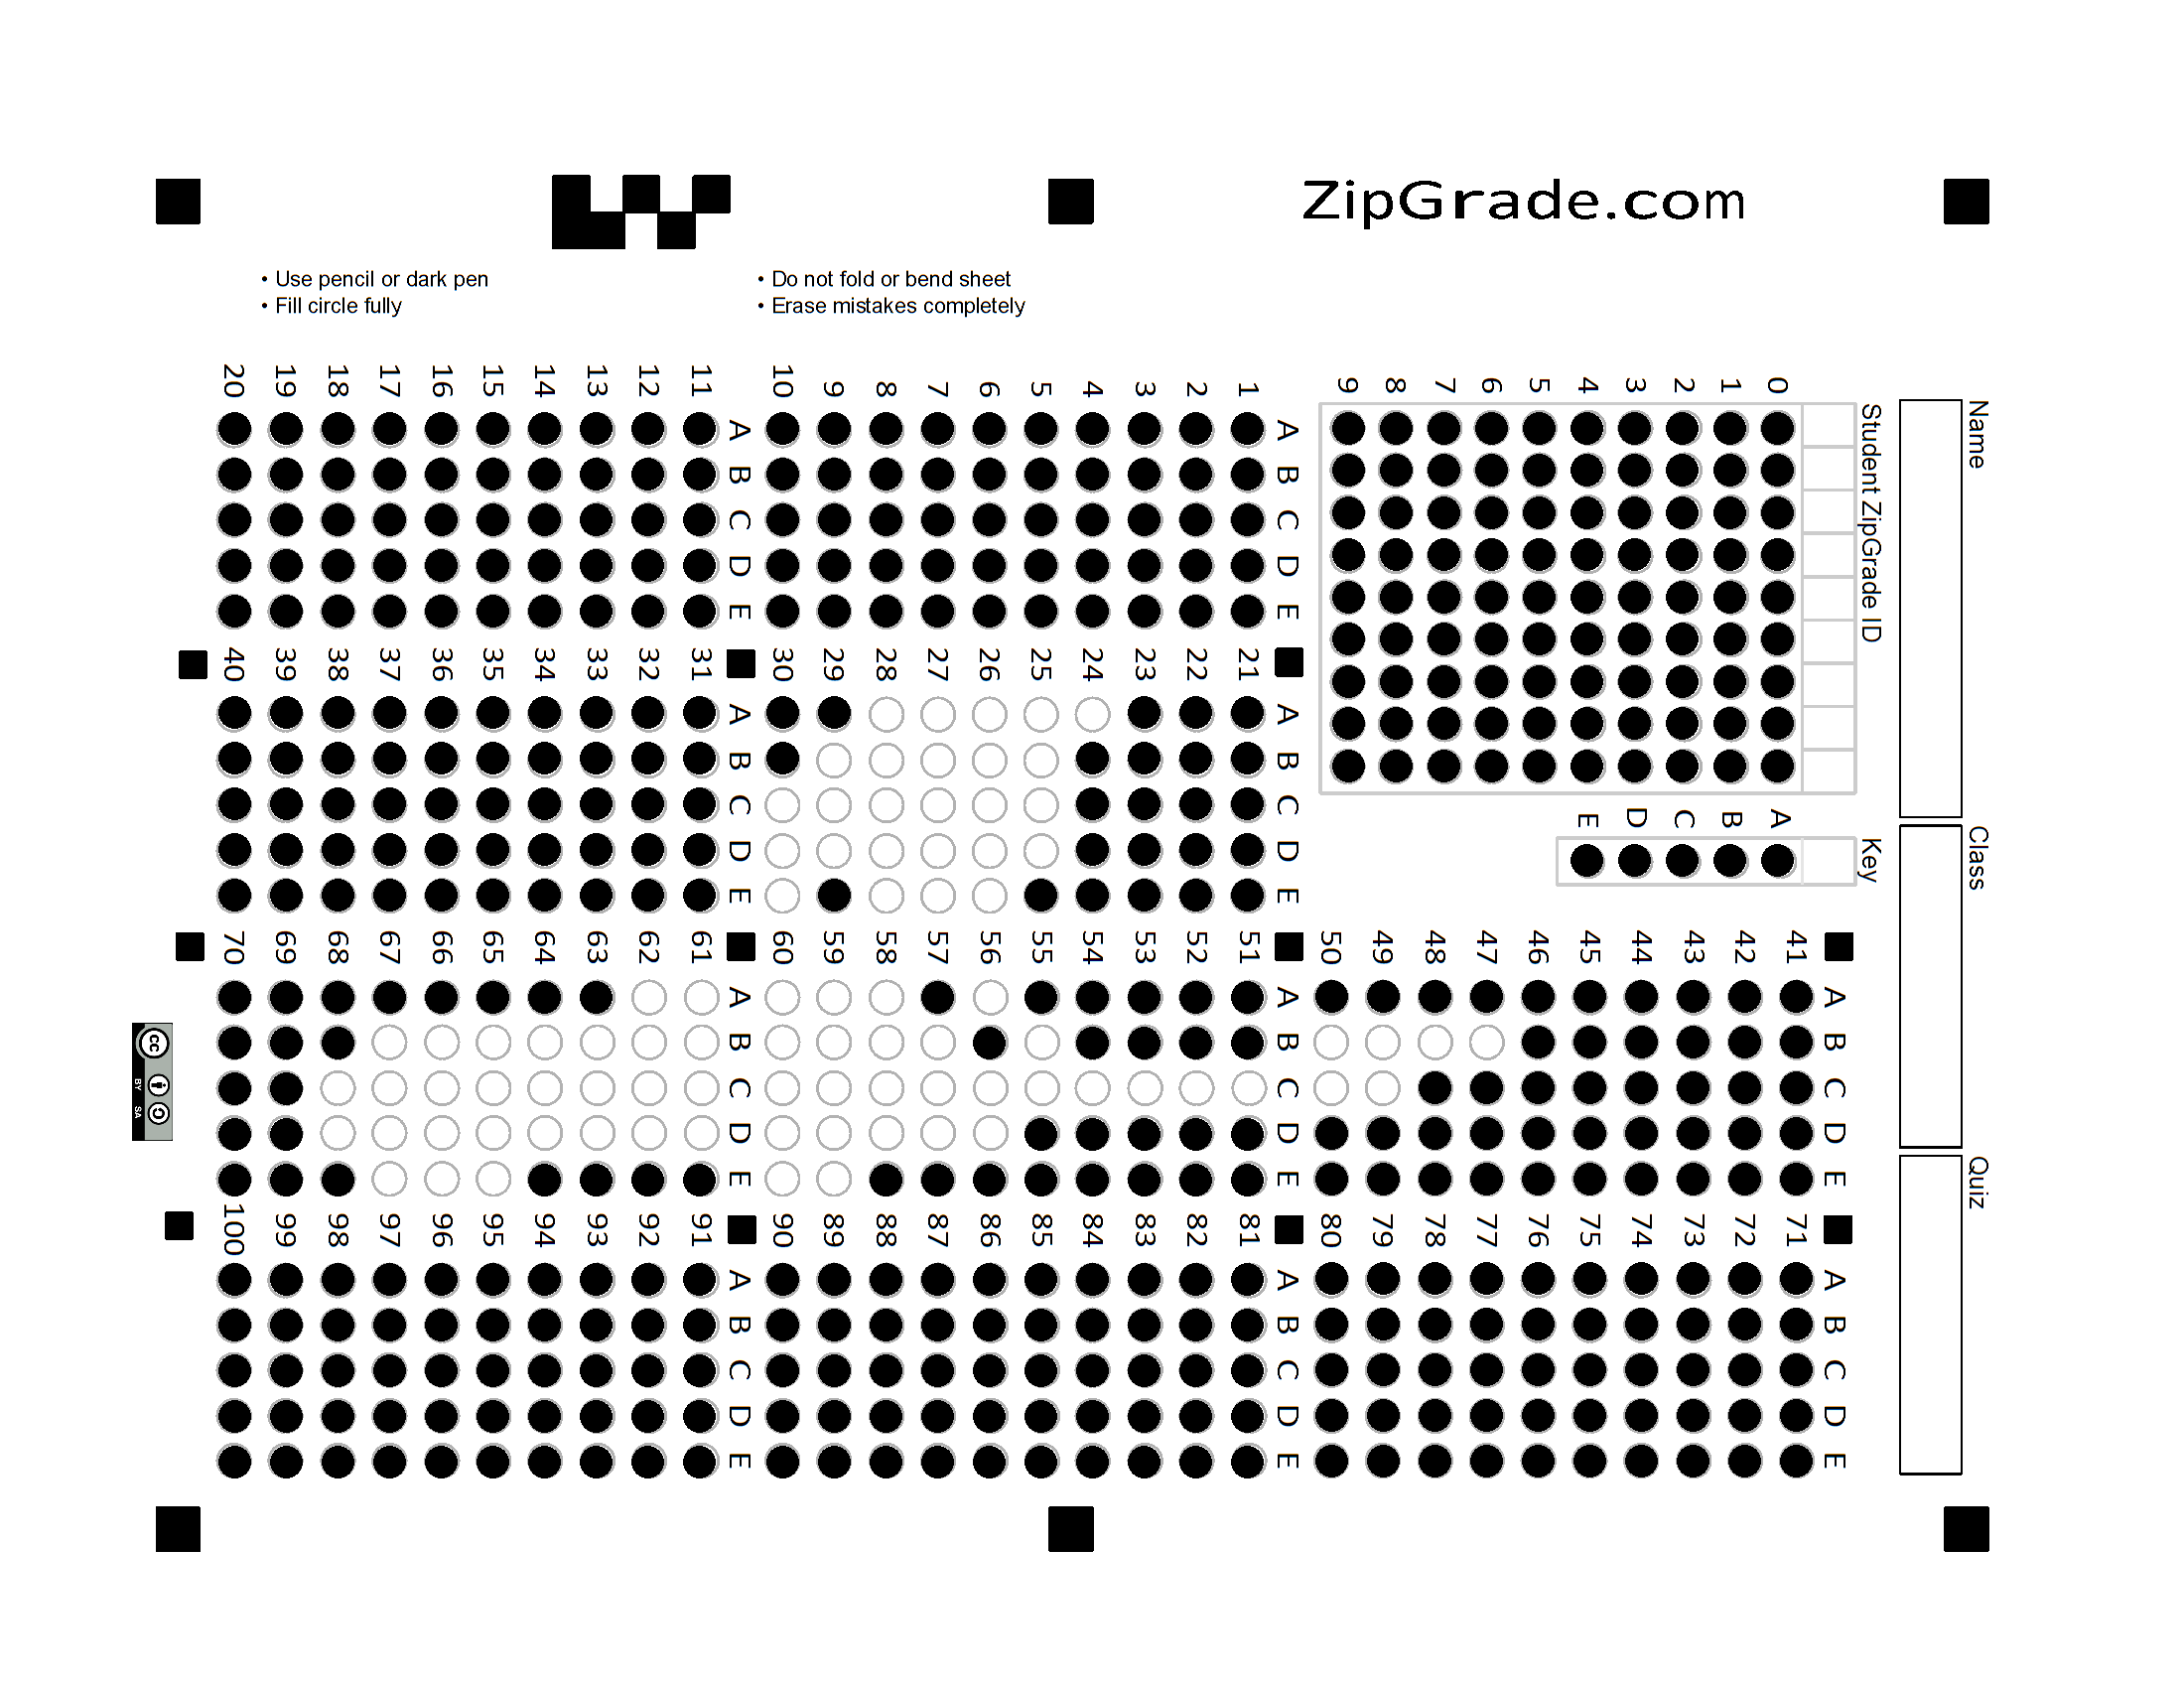 ZipGrade.com
• Use pencil or dark pen
• Fill circle fully
• Do not fold or bend sheet
• Erase mistakes completely
Name
Class
Quiz
Student ZipGrade ID
0 1 2 3 4 5 6 7 8 9
Key
A B C D E
A B C D E
1 2 3 4 5 6 7 8 9 10
A B C D E
11 12 13 14 15 16 17 18 19 20
A B C D E
21 22 23 24 25 26 27 28 29 30
A B C D E
31 32 33 34 35 36 37 38 39 40
A B C D E
41 42 43 44 45 46 47 48 49 50
A B C D E
51 52 53 54 55 56 57 58 59 60
A B C D E
61 62 63 64 65 66 67 68 69 70
A B C D E
71 72 73 74 75 76 77 78 79 80
A B C D E
81 82 83 84 85 86 87 88 89 90
A B C D E
91 92 93 94 95 96 97 98 99 100
cc BY SA